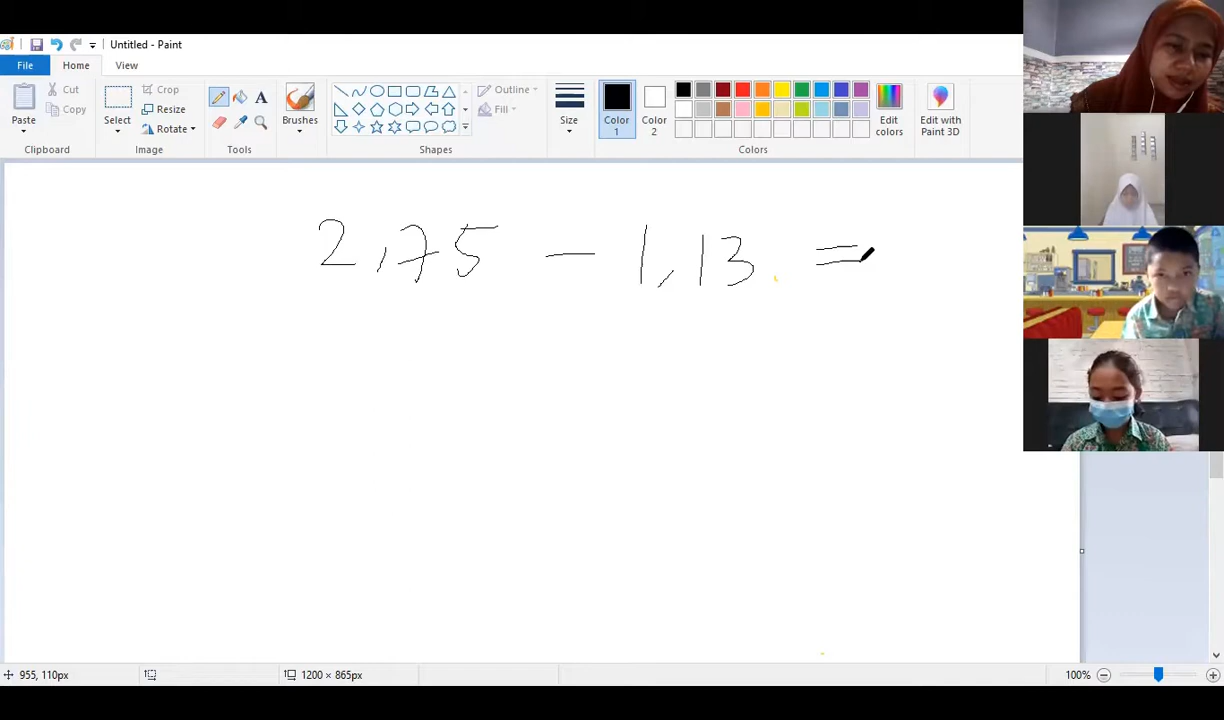 Untitled - Paint
File Home View
Paste
Cut
Copy
Clipboard
Select
Crop
Resize
Rotate
Image
A
Tools
Brushes
Outline
Fill
Shapes
Size
Color 1
Color 2
Edit colors
Edit with Paint 3D
Colors
2,75 — 1,13 =
955, 110px
1200 × 865px
100%